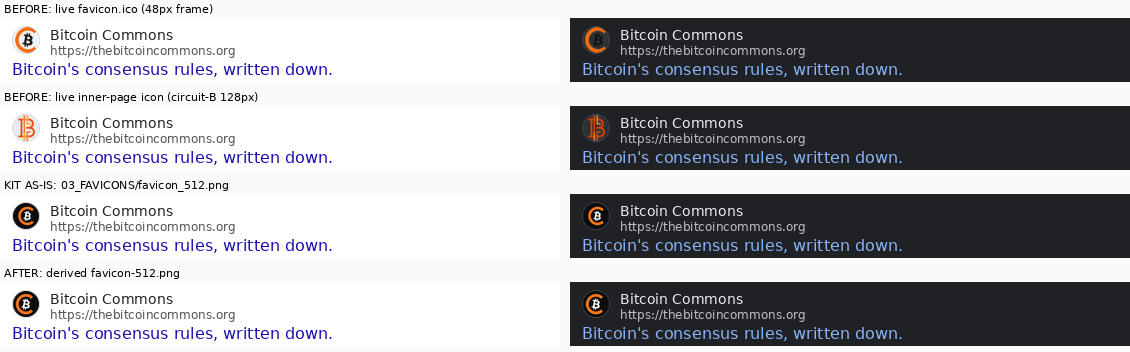 BEFORE: live favicon.ico (48px frame)
Bitcoin Commons
https://thebitcoincommons.org
Bitcoin's consensus rules, written down.
Bitcoin Commons
https://thebitcoincommons.org
Bitcoin's consensus rules, written down.
BEFORE: live inner-page icon (circuit-B 128px)
Bitcoin Commons
https://thebitcoincommons.org
Bitcoin's consensus rules, written down.
Bitcoin Commons
https://thebitcoincommons.org
Bitcoin's consensus rules, written down.
KIT AS-IS: 03_FAVICONS/favicon_512.png
Bitcoin Commons
https://thebitcoincommons.org
Bitcoin's consensus rules, written down.
Bitcoin Commons
https://thebitcoincommons.org
Bitcoin's consensus rules, written down.
AFTER: derived favicon-512.png
Bitcoin Commons
https://thebitcoincommons.org
Bitcoin's consensus rules, written down.
Bitcoin Commons
https://thebitcoincommons.org
Bitcoin's consensus rules, written down.